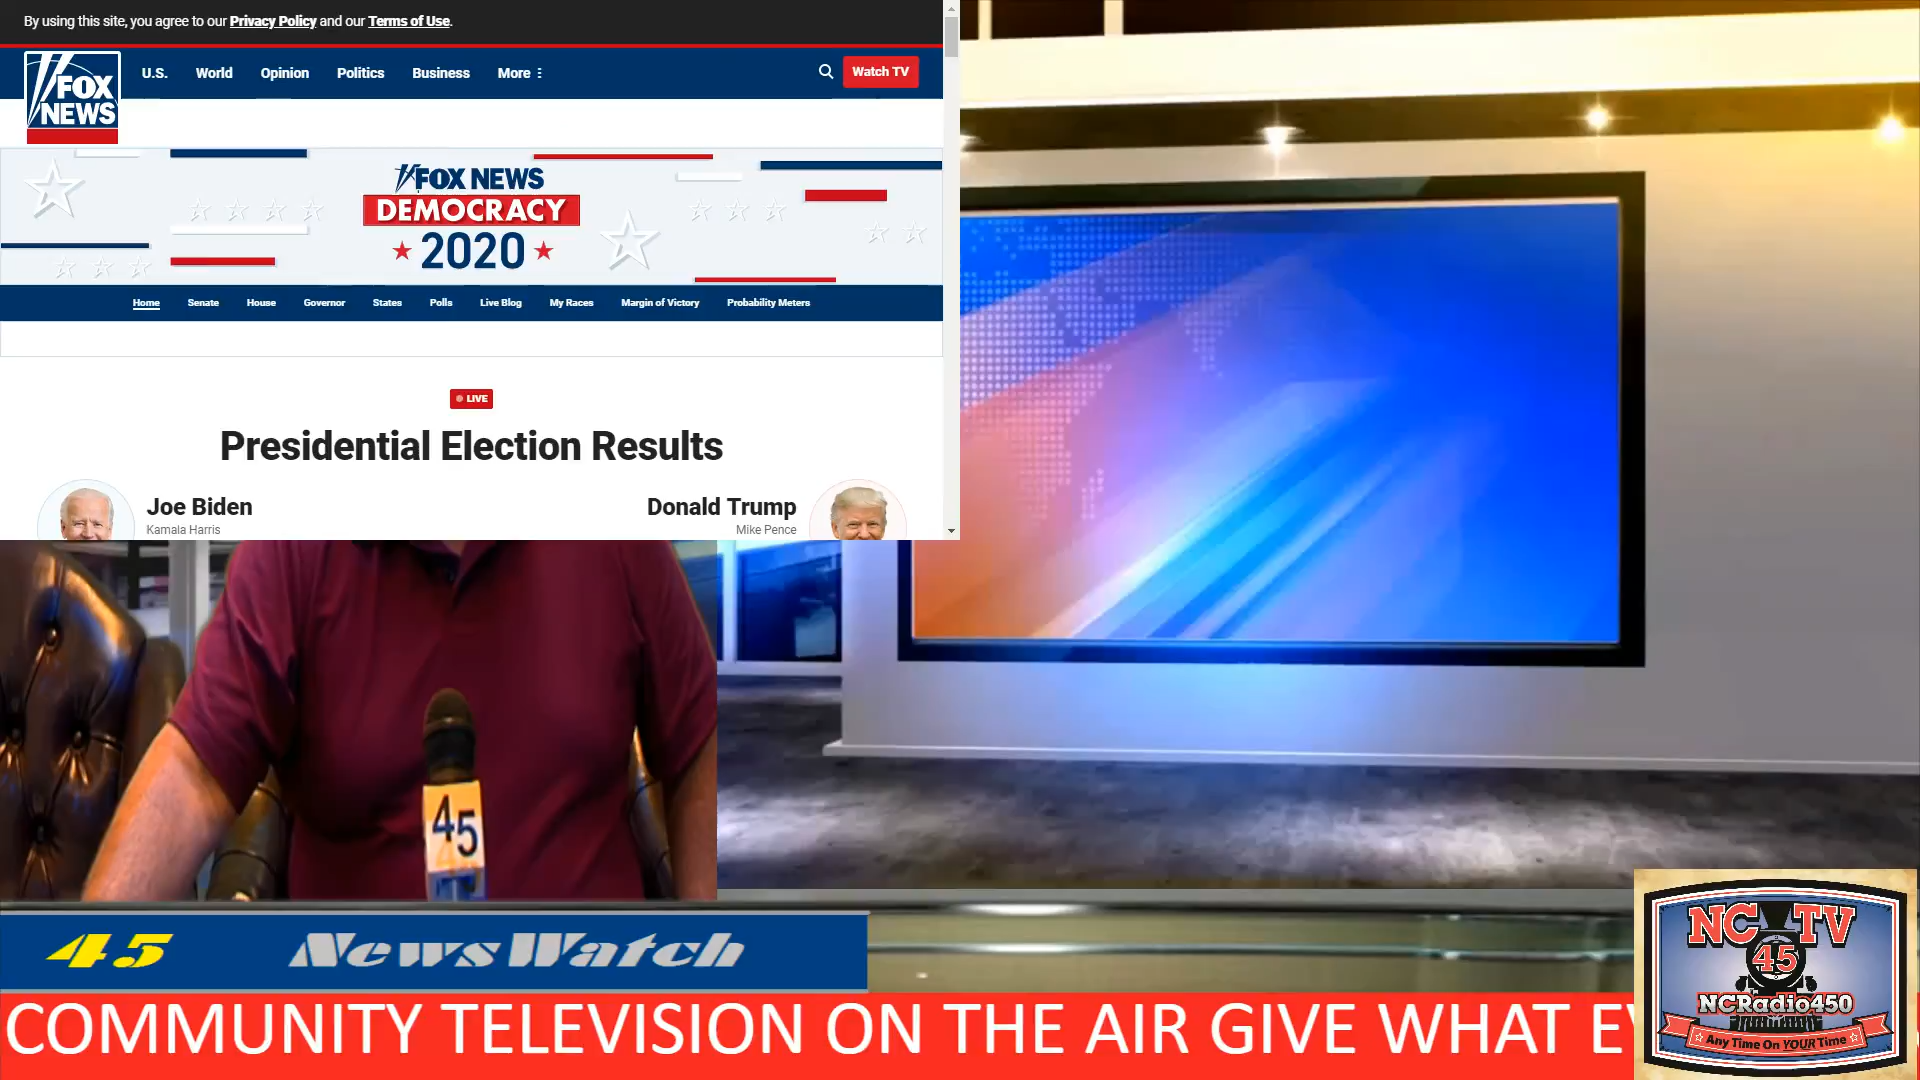 By using this site, you agree to our Privacy Policy and our Terms of Use.
FOX
NEWS
U.S. World Opinion Politics Business More Watch TV
FOX NEWS
DEMOCRACY
2020
Home Senate House Governor States Polls Live Blog My Races Margin of Victory Probability Meters
LIVE
Presidential Election Results
Joe Biden
Kamala Harris
Donald Trump
Mike Pence
45
45 NewsWatch
COMMUNITY TELEVISION ON THE AIR GIVE WHAT E
NC TV
45
NCRadio450
Any Time On YOUR Time